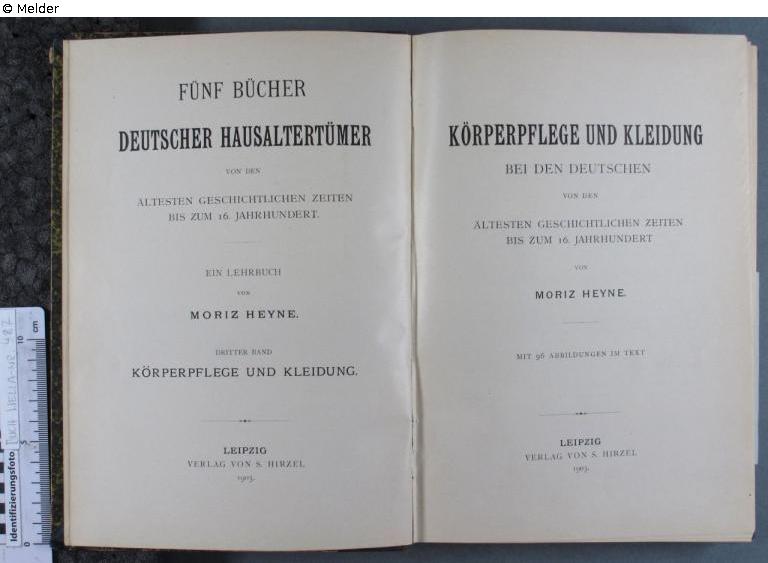 © Melder
FÜNF BÜCHER
DEUTSCHER HAUSALTERTÜMER
VON DEN
ÄLTESTEN GESCHICHTLICHEN ZEITEN
BIS ZUM 16. JAHRHUNDERT.
EIN LEHRBUCH
VON
MORIZ HEYNE.
DRITTER BAND
KÖRPERPFLEGE UND KLEIDUNG.
LEIPZIG
VERLAG VON S. HIRZEL
1903.
KÖRPERPFLEGE UND KLEIDUNG
BEI DEN DEUTSCHEN
VON DEN
ÄLTESTEN GESCHICHTLICHEN ZEITEN
BIS ZUM 16. JAHRHUNDERT
VON
MORIZ HEYNE.
MIT 96 ABBILDUNGEN IM TEXT
LEIPZIG
VERLAG VON S. HIRZEL
1903.
Identifizierungsfoto
0
5
10
cm